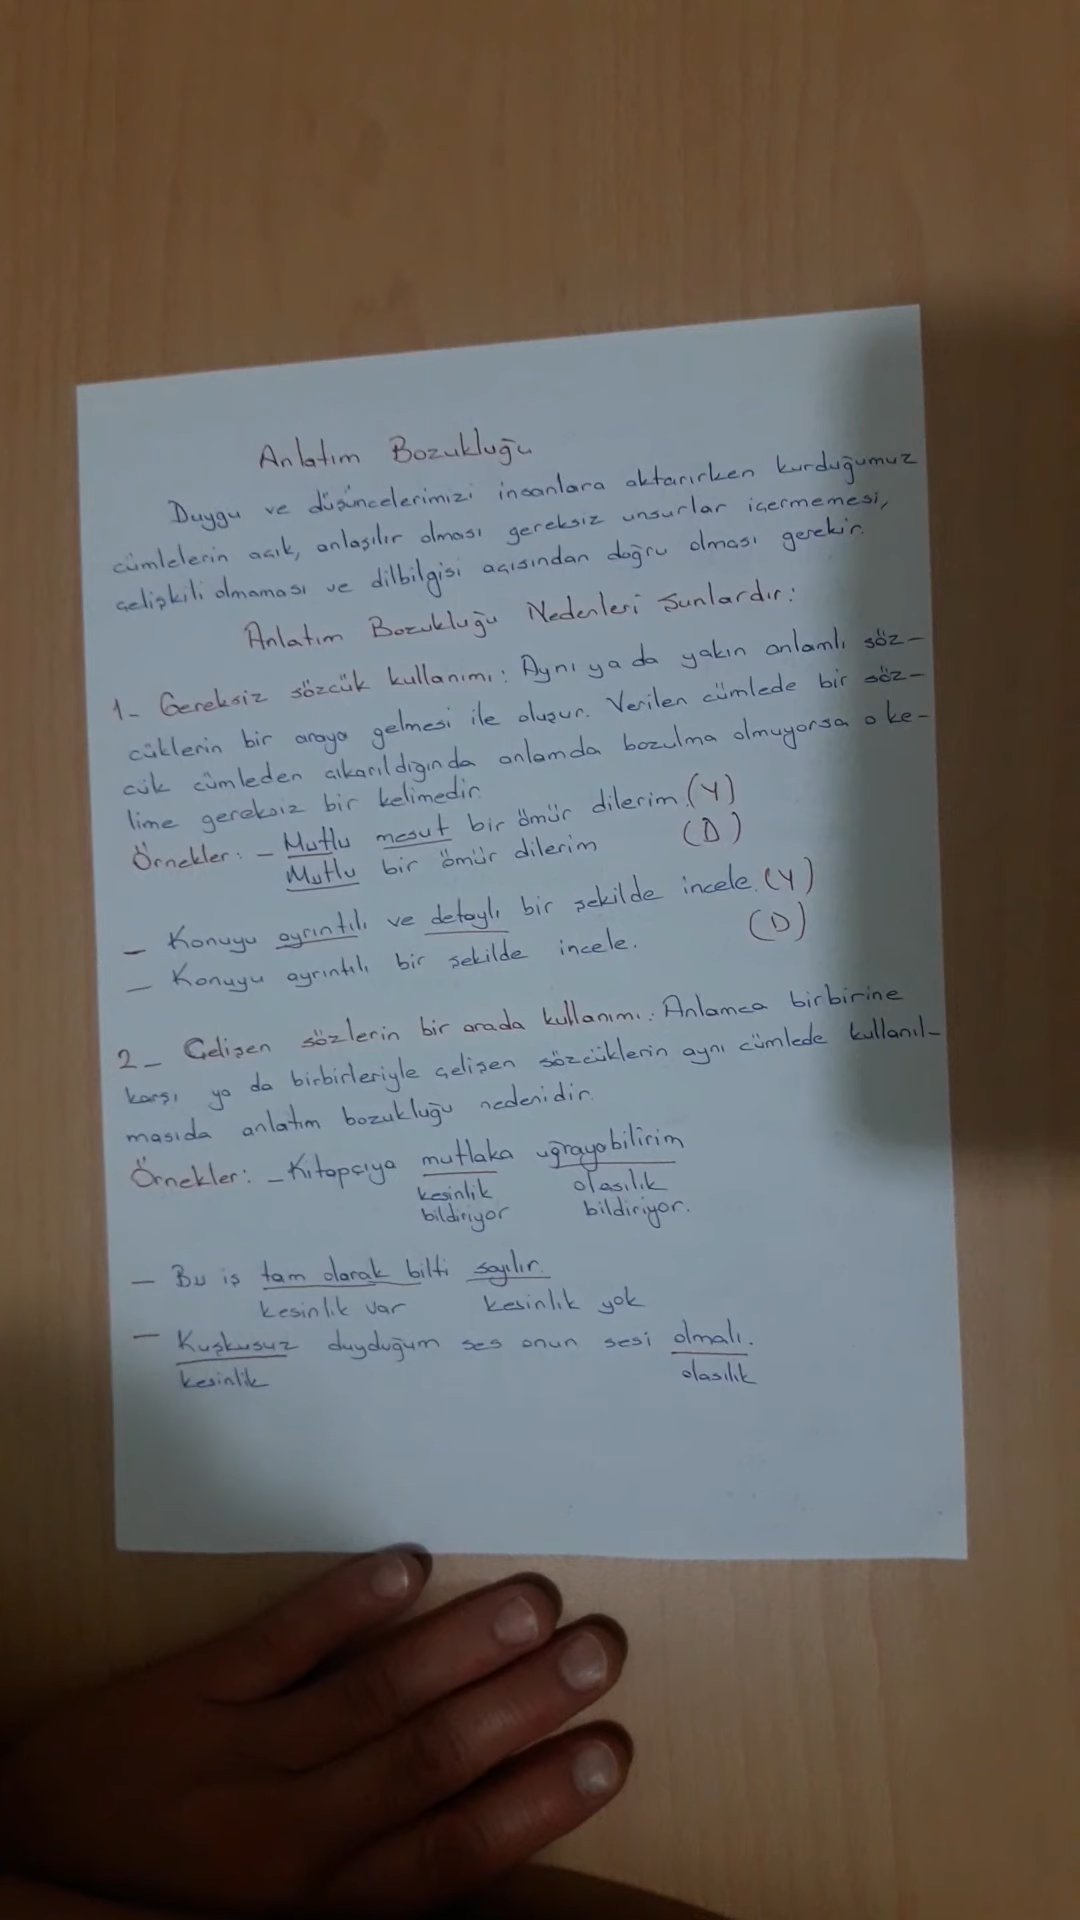 Anlatım Bozukluğu
Duygu ve düşüncelerimizi insanlara aktarırken kurduğumuz
cümlelerin açık, anlaşılır olması gereksiz unsurlar içermemesi,
çelişkili olmaması ve dilbilgisi açısından doğru olması gerekir.
Anlatım Bozukluğu Nedenleri Şunlardır:
1- Gereksiz sözcük kullanımı: Aynı ya da yakın anlamlı söz-
cüklerin bir araya gelmesi ile oluşur. Verilen cümlede bir söz-
cük cümleden çıkarıldığında anlamda bozulma olmuyorsa o ke-
lime gereksiz bir kelimedir.
Örnekler: - Mutlu mesut bir ömür dilerim. (Y)
Mutlu bir ömür dilerim (D)
- Konuyu ayrıntılı ve detaylı bir şekilde incele. (Y)
- Konuyu ayrıntılı bir şekilde incele. (D)
2- Çelişen sözlerin bir arada kullanımı: Anlamca birbirine
karşı ya da birbirleriyle çelişen sözcüklerin aynı cümlede kullanıl-
masıda anlatım bozukluğu nedenidir.
Örnekler: - Kitapçıya mutlaka uğrayabilirim
kesinlik olasılık
bildiriyor bildiriyor.
- Bu iş tam olarak bitti sayılır.
kesinlik var kesinlik yok
- Kuşkusuz duyduğum ses onun sesi olmalı.
kesinlik olasılık